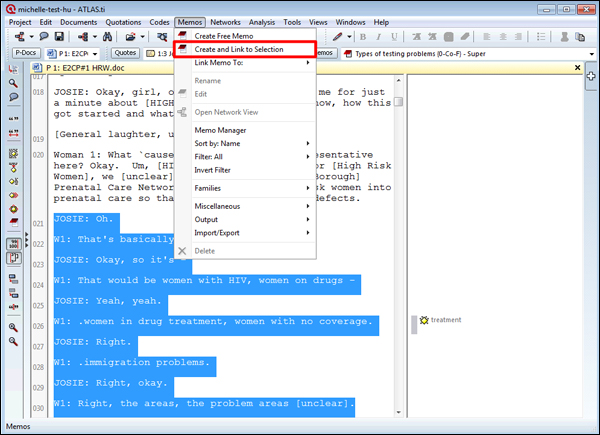 michelle-test-hu - ATLAS.ti
Project Edit Documents Quotations Codes Memos Networks Analysis Tools Views Windows Help
P-Docs P 1: E2CP Quotes 1:3 J Memos Types of testing problems {0-Co-F} - Super
P 1: E2CP#1 HRW.doc
Create Free Memo
Create and Link to Selection
Link Memo To:
Rename
Edit
Open Network View
Memo Manager
Sort by: Name
Filter: All
Invert Filter
Families
Miscellaneous
Output
Import/Export
Delete
018 JOSIE: Okay, girl, o me for just
a minute about [HIGH now, how this
got started and what
019 [General laughter, u
020 Woman 1: What `cause resentative
here? Okay. Um, [HI or [High Risk
Women], we [unclear] Borough]
Prenatal Care Networ sk women into
prenatal care so tha defects.
021 JOSIE: Oh.
022 W1: That's basically
023 JOSIE: Okay, so it's -
024 W1: That would be women with HIV, women on drugs -
025 JOSIE: Yeah, yeah.
026 W1: .women in drug treatment, women with no coverage.
027 JOSIE: Right.
028 W1: .immigration problems.
029 JOSIE: Right, okay.
030 W1: Right, the areas, the problem areas [unclear].
treatment
Memos